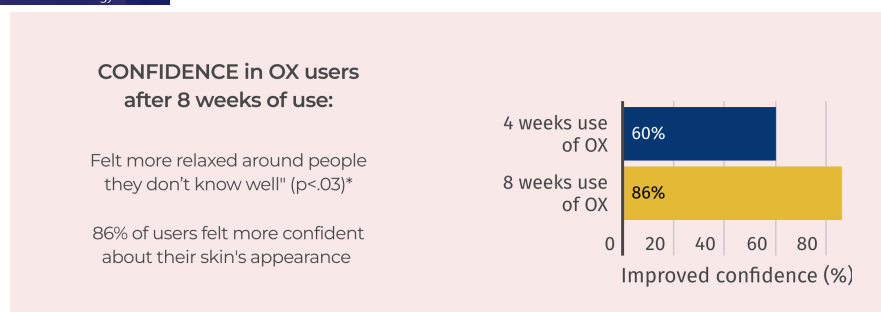 CONFIDENCE in OX users
after 8 weeks of use:
Felt more relaxed around people
they don’t know well" (p<.03)*
86% of users felt more confident
about their skin's appearance
4 weeks use
of OX
60%
8 weeks use
of OX
86%
0 20 40 60 80
Improved confidence (%)